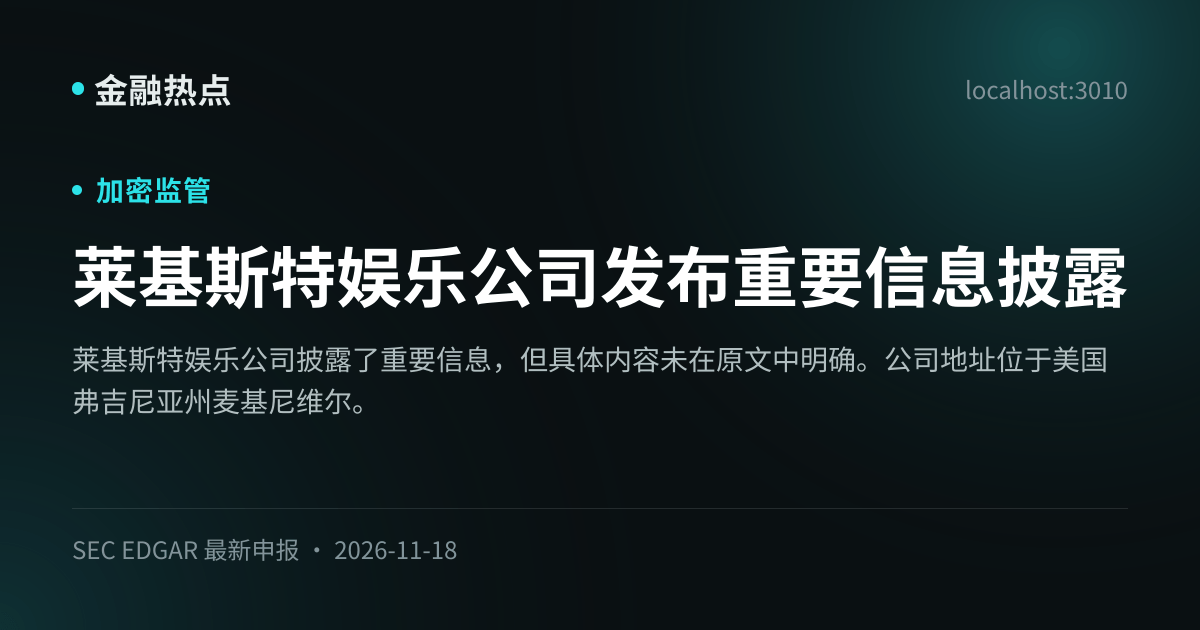 金融热点
localhost:3010
加密监管
莱基斯特娱乐公司发布重要信息披露
莱基斯特娱乐公司披露了重要信息，但具体内容未在原文中明确。公司地址位于美国
弗吉尼亚州麦基尼维尔。
SEC EDGAR 最新申报 · 2026-11-18